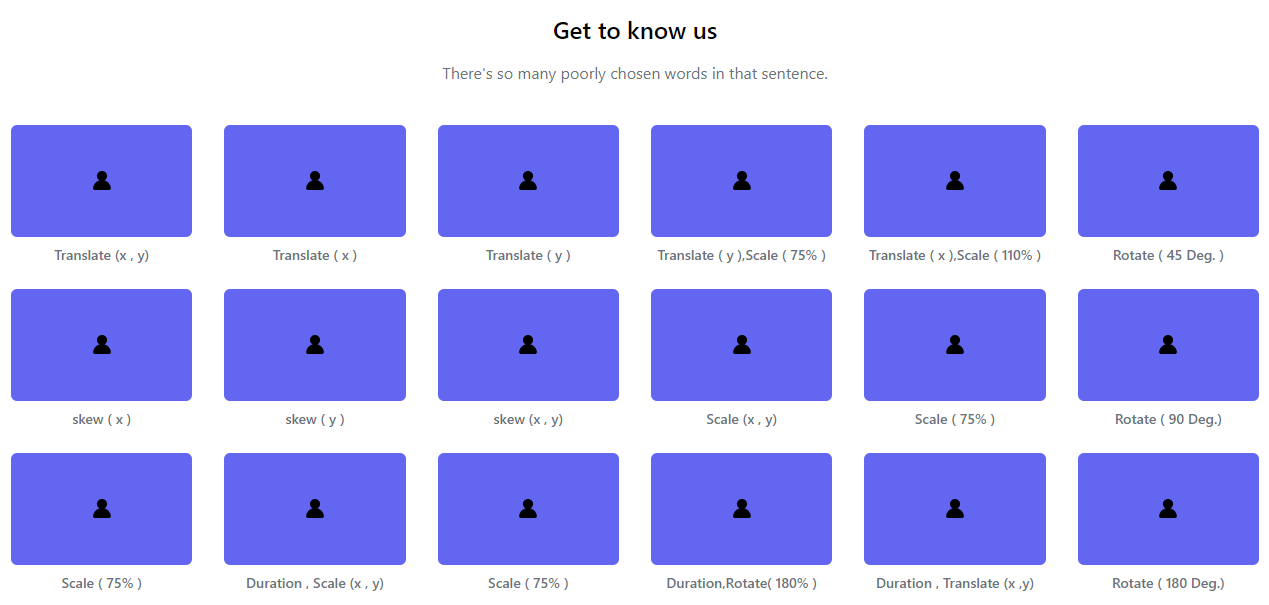 Get to know us
There's so many poorly chosen words in that sentence.
Translate (x , y)
Translate ( x )
Translate ( y )
Translate ( y ),Scale ( 75% )
Translate ( x ),Scale ( 110% )
Rotate ( 45 Deg. )
skew ( x )
skew ( y )
skew (x , y)
Scale (x , y)
Scale ( 75% )
Rotate ( 90 Deg.)
Scale ( 75% )
Duration , Scale (x , y)
Scale ( 75% )
Duration,Rotate( 180% )
Duration , Translate (x ,y)
Rotate ( 180 Deg.)